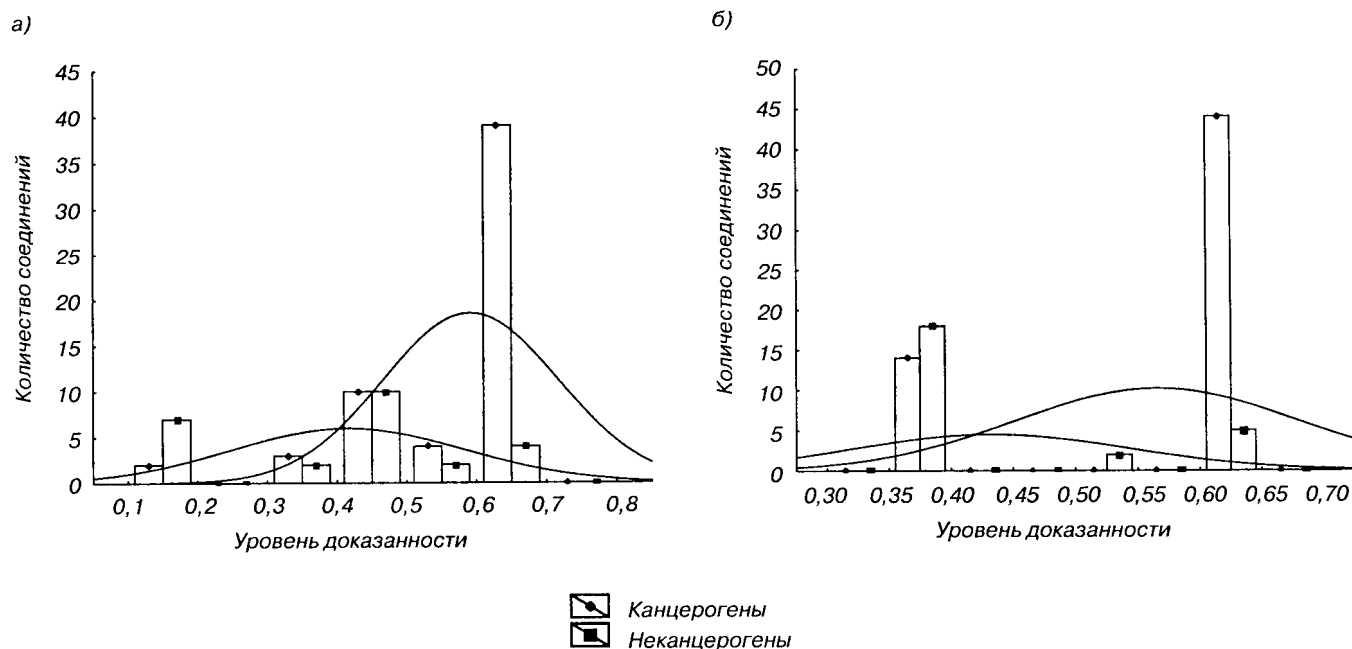 а)
Количество соединений
45
40
35
30
25
20
15
10
5
0
0,1 0,2 0,3 0,4 0,5 0,6 0,7 0,8
Уровень доказанности
б)
Количество соединений
50
45
40
35
30
25
20
15
10
5
0
0,30 0,35 0,40 0,45 0,50 0,55 0,60 0,65 0,70
Уровень доказанности
Канцерогены
Неканцерогены